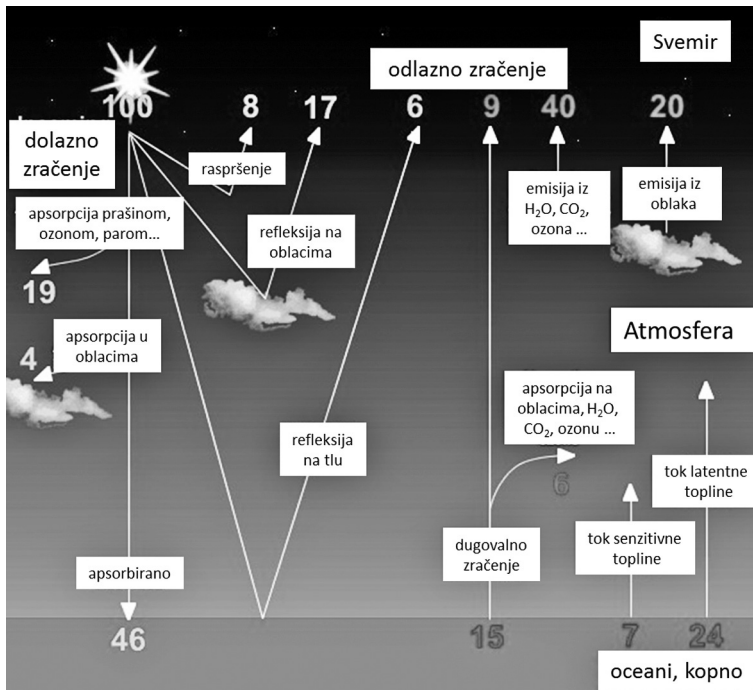 Svemir
odlazno zračenje
100
8
17
6
9
40
20
dolazno
zračenje
raspršenje
emisija iz
H₂O, CO₂,
ozona ...
emisija iz
oblaka
apsorpcija prašinom,
ozonom, parom...
refleksija na
oblacima
19
apsorpcija u
oblacima
4
Atmosfera
apsorpcija na
oblacima, H₂O,
CO₂, ozonu ...
6
refleksija
na tlu
tok latentne
topline
dugovalno
zračenje
tok senzitivne
topline
apsorbirano
46
15
7
24
oceani, kopno